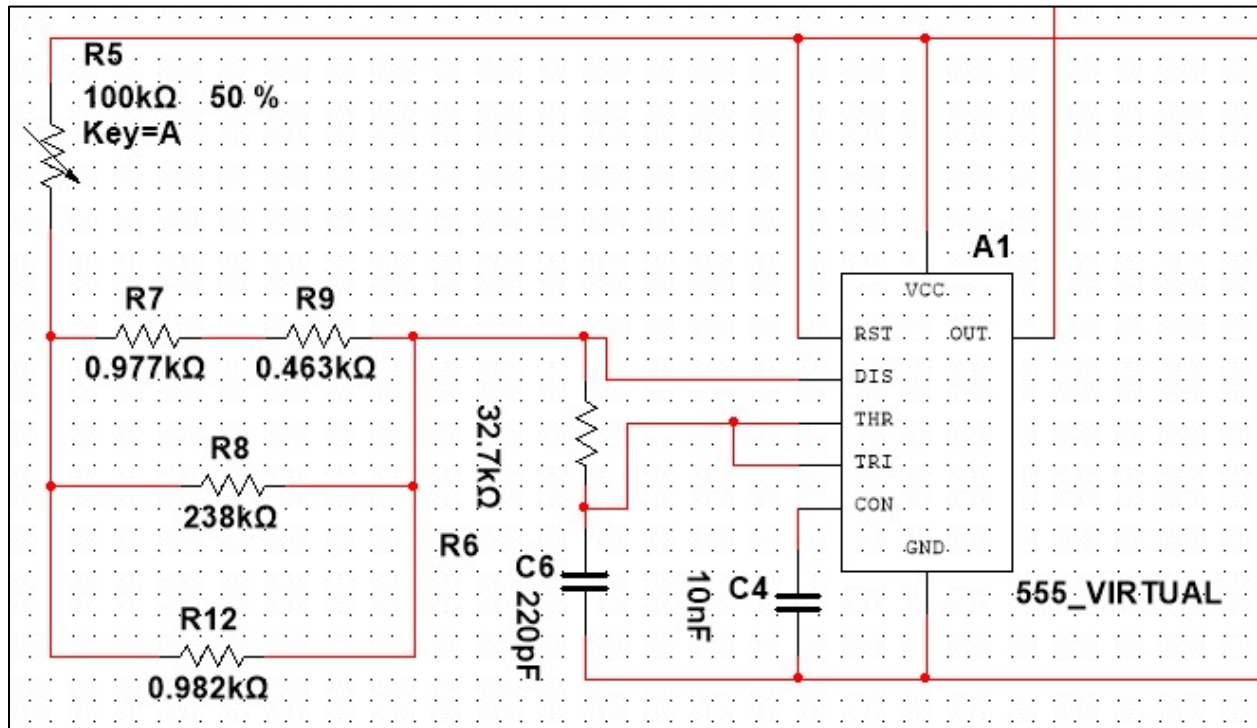 R5
100kΩ 50 %
Key=A
A1
VCC
R7
R9
RST
OUT
0.977kΩ
0.463kΩ
DIS
32.7kΩ
THR
R8
TRI
238kΩ
CON
R6
GND
C6
220pF
10nF
C4
555_VIRTUAL
R12
0.982kΩ